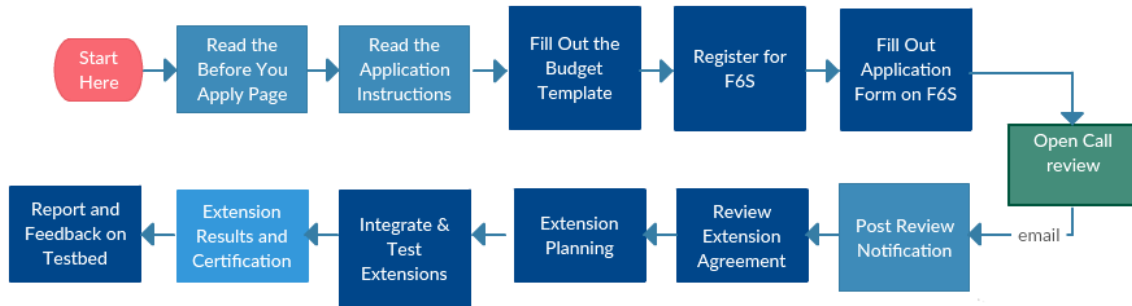 Start
Here
Read the
Before You
Apply Page
Read the
Application
Instructions
Fill Out the
Budget
Template
Register for
F6S
Fill Out
Application
Form on F6S
Open Call
review
email
Post Review
Notification
Review
Extension
Agreement
Extension
Planning
Integrate &
Test
Extensions
Extension
Results and
Certification
Report and
Feedback on
Testbed